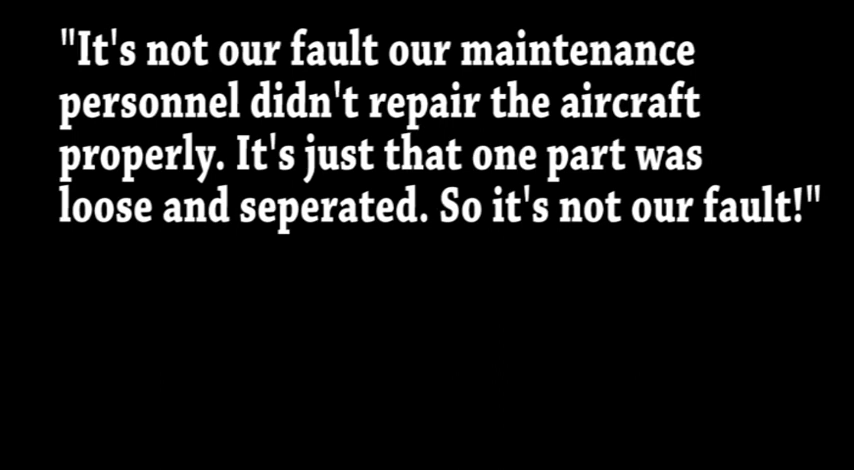 "It's not our fault our maintenance
personnel didn't repair the aircraft
properly. It's just that one part was
loose and seperated. So it's not our fault!"